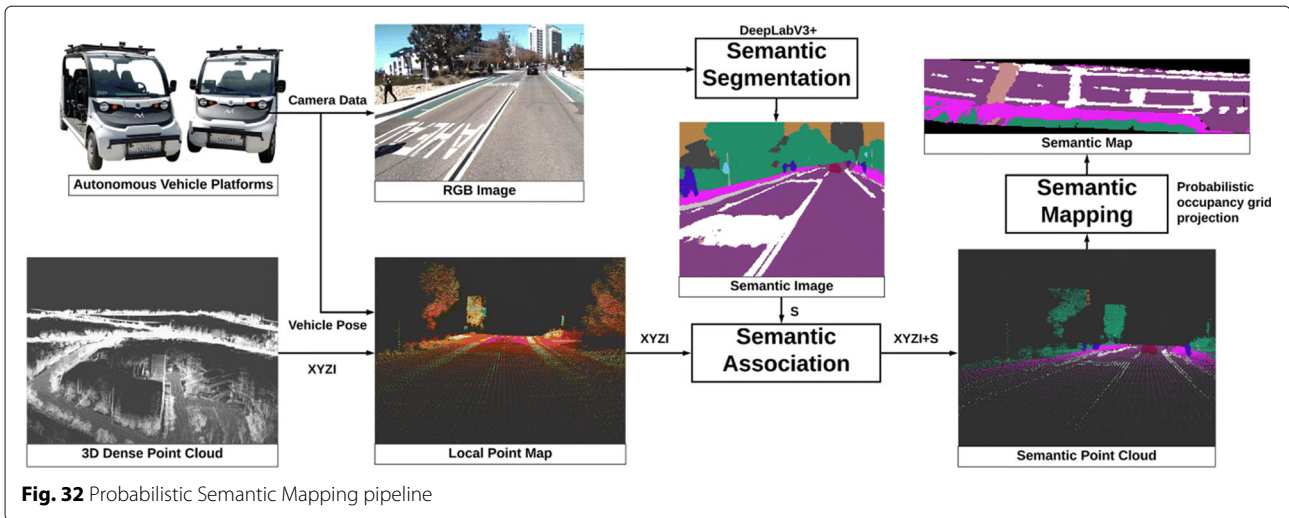 DeepLabV3+
Semantic
Segmentation
Camera Data
Autonomous Vehicle Platforms
RGB Image
AHEAD
Semantic Map
Semantic
Mapping
Probabilistic
occupancy grid
projection
Semantic Image
S
Vehicle Pose
XYZI
XYZI
Semantic
Association
XYZI+S
3D Dense Point Cloud
Local Point Map
Semantic Point Cloud
Fig. 32 Probabilistic Semantic Mapping pipeline